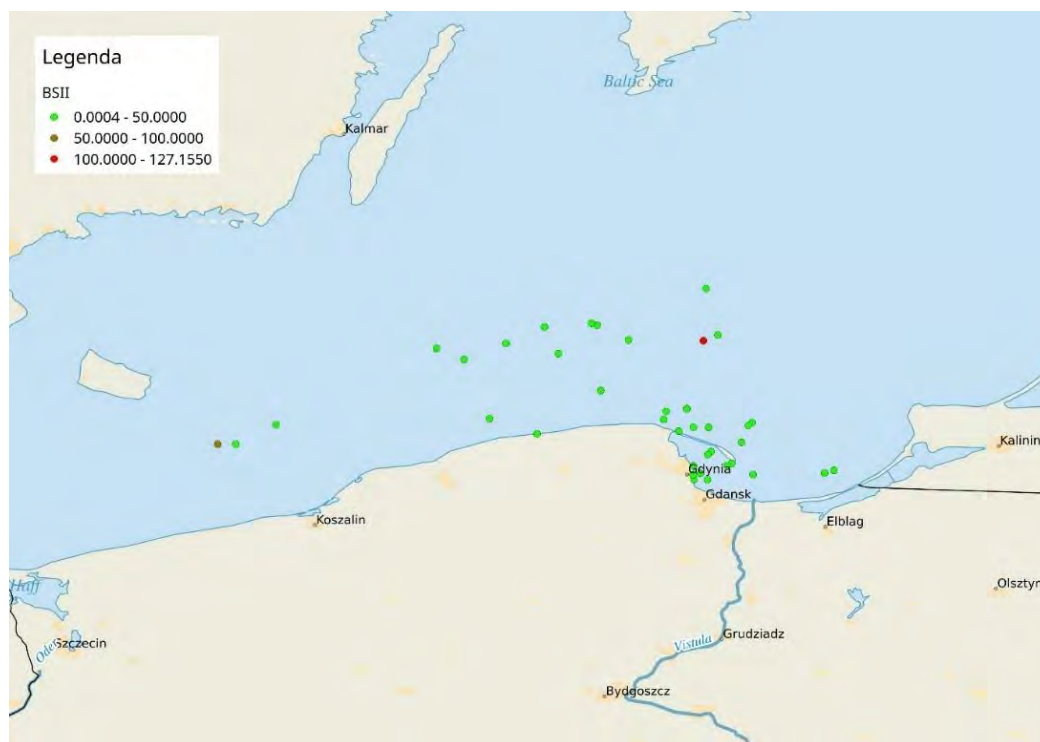 Legenda
BSII
0.0004 - 50.0000
50.0000 - 100.0000
100.0000 - 127.1550
Baltic Sea
Kalmar
Kalinin
Gdynia
Gdansk
Koszalin
Elblag
Haff
Olsztyn
Szczecin
Oder
Vistula
Grudziadz
Bydgoszcz